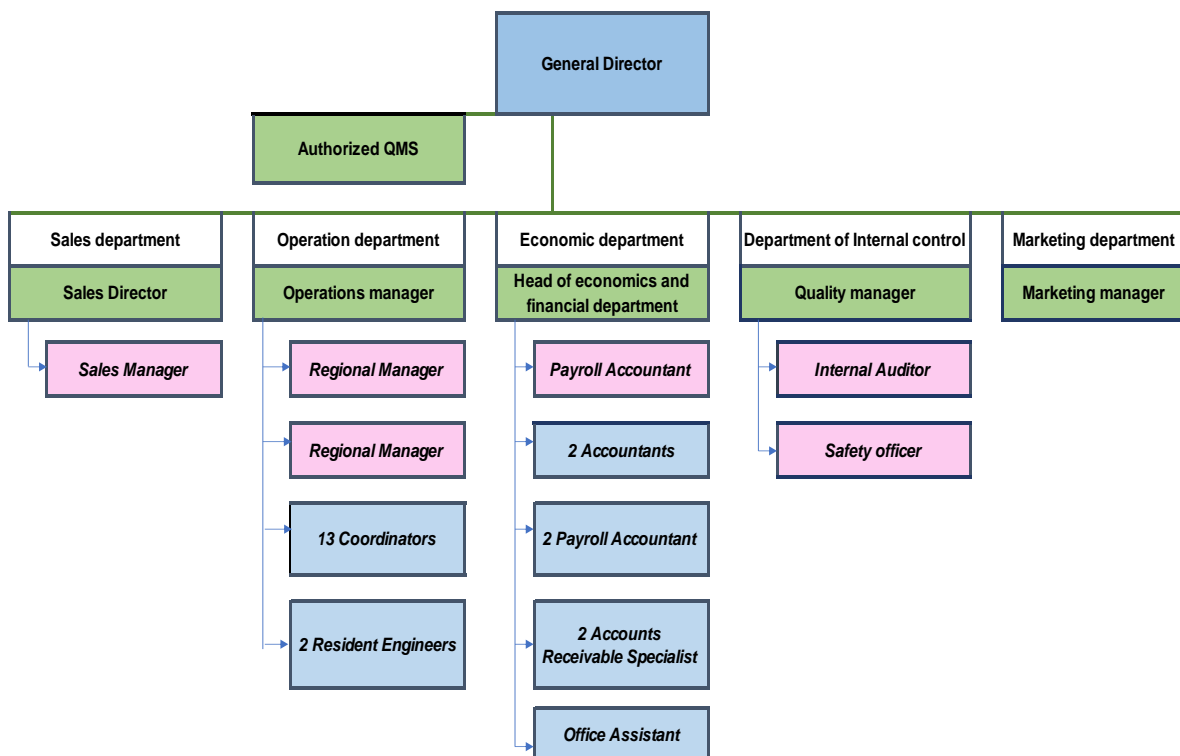 General Director
Authorized QMS
Sales department
Operation department
Economic department
Department of Internal control
Marketing department
Sales Director
Operations manager
Head of economics and
financial department
Quality manager
Marketing manager
Sales Manager
Regional Manager
Payroll Accountant
Internal Auditor
Regional Manager
2 Accountants
Safety officer
13 Coordinators
2 Payroll Accountant
2 Resident Engineers
2 Accounts
Receivable Specialist
Office Assistant